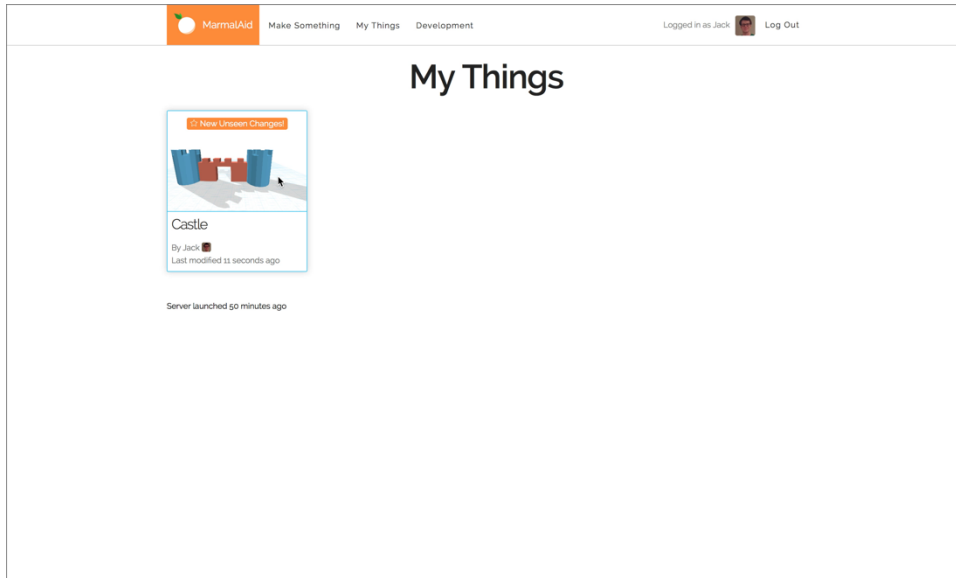 MarmalAid Make Something My Things Development Logged in as Jack Log Out
My Things
☆ New Unseen Changes!
Castle
By Jack
Last modified 11 seconds ago
Server launched 50 minutes ago